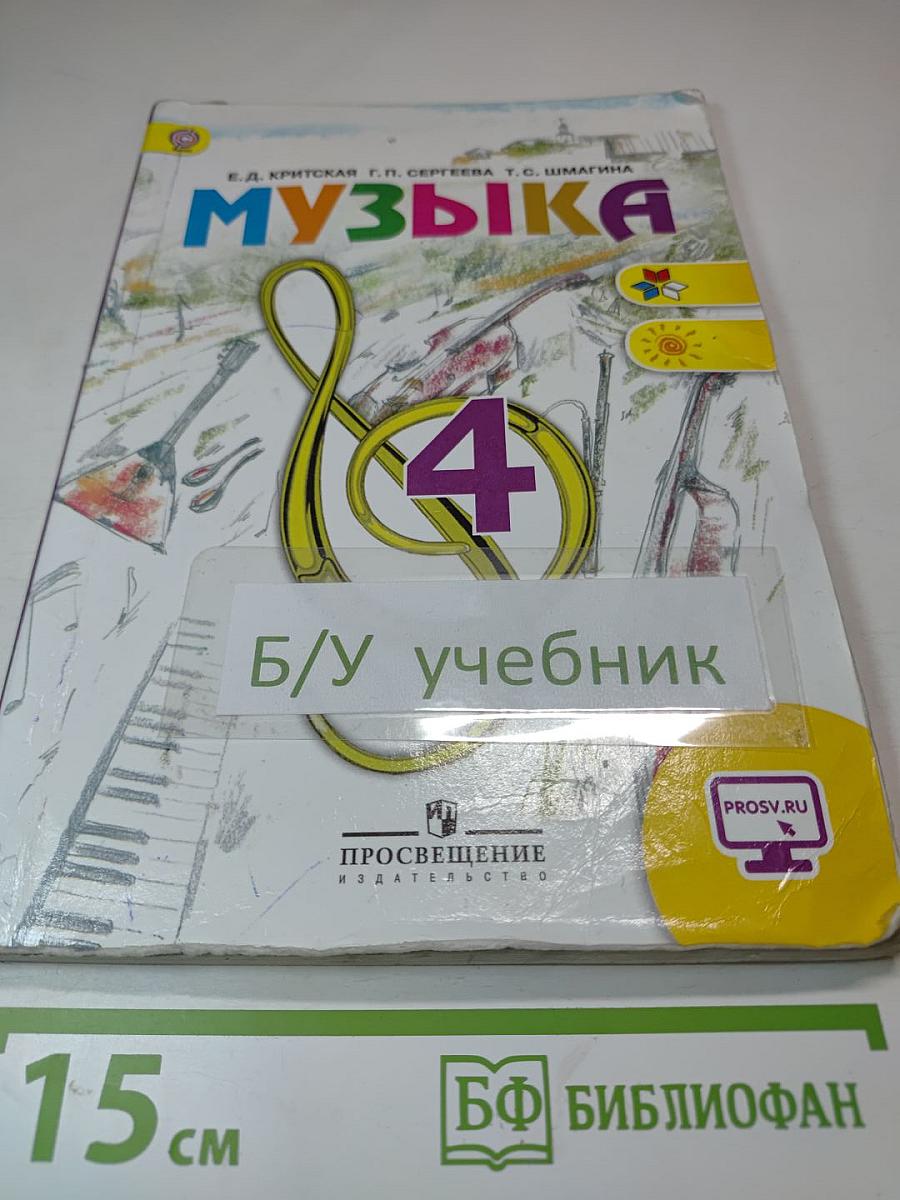 Е. Д. КРИТСКАЯ Г. П. СЕРГЕЕВА Т. С. ШМАГИНА
МУЗЫКА
4
Б/У учебник
PROSV.RU
ПРОСВЕЩЕНИЕ
ИЗДАТЕЛЬСТВО
15 см
БФ БИБЛИОФАН